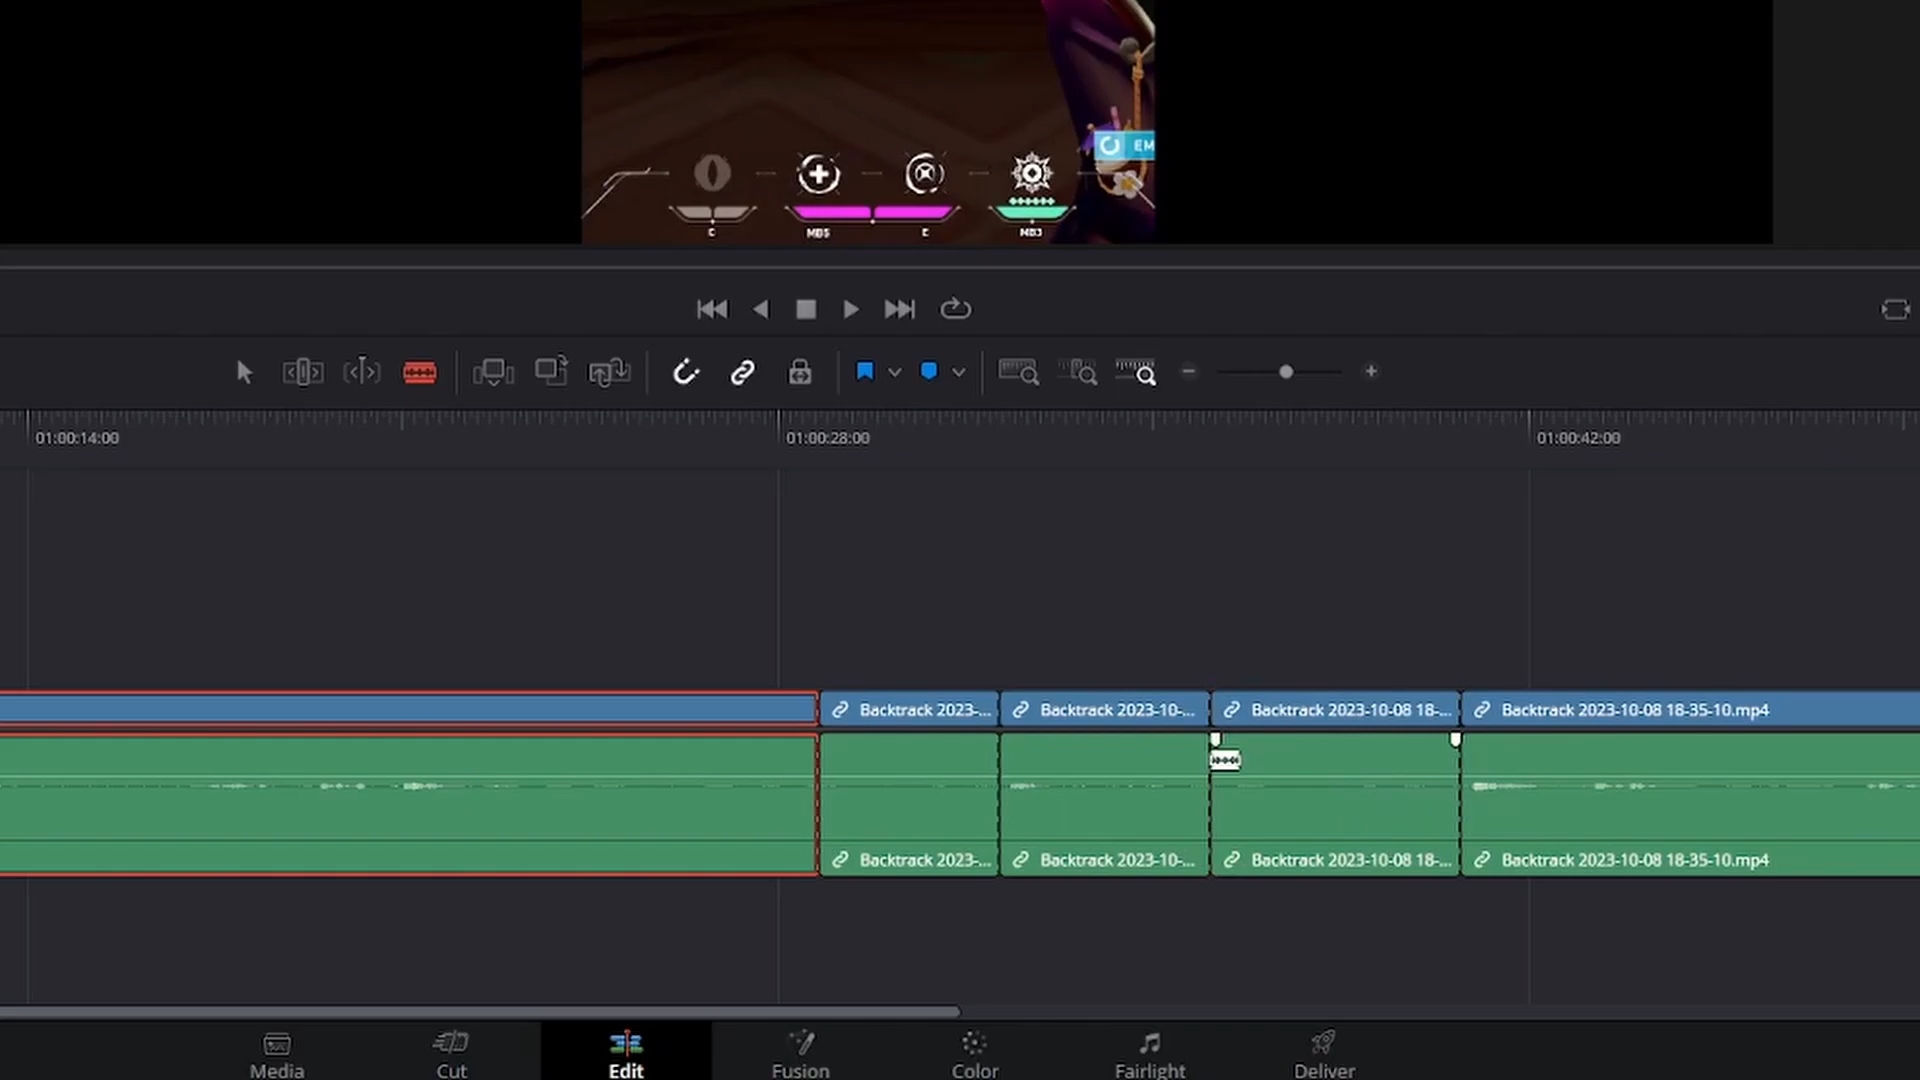 EM
C
MB5
E
MB3
01:00:14:00
01:00:28:00
01:00:42:00
Backtrack 2023-...
Backtrack 2023-10-...
Backtrack 2023-10-08 18-...
Backtrack 2023-10-08 18-35-10.mp4
Backtrack 2023-...
Backtrack 2023-10-...
Backtrack 2023-10-08 18-...
Backtrack 2023-10-08 18-35-10.mp4
Media
Cut
Edit
Fusion
Color
Fairlight
Deliver